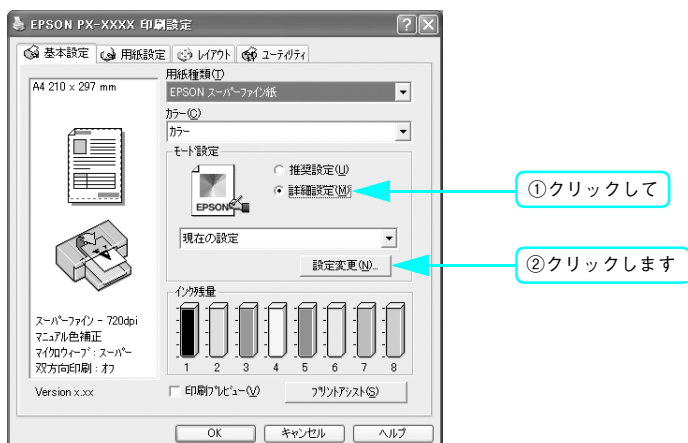 EPSON PX-XXXX 印刷設定
基本設定 用紙設定 レイアウト ユーティリティ
A4 210 x 297 mm
用紙種類(T)
EPSON スーパーファイン紙
カラー(C)
カラー
モード設定
推奨設定(U)
詳細設定(M)
EPSON
現在の設定
設定変更(N)...
①クリックして
②クリックします
インク残量
1 2 3 4 5 6 7 8
スーパーファイン - 720dpi
マニュアル色補正
マイクロウィーブ : スーパー
双方向印刷 : オフ
Version x.xx
印刷プレビュー(V)
プリントアシスト(S)
OK キャンセル ヘルプ